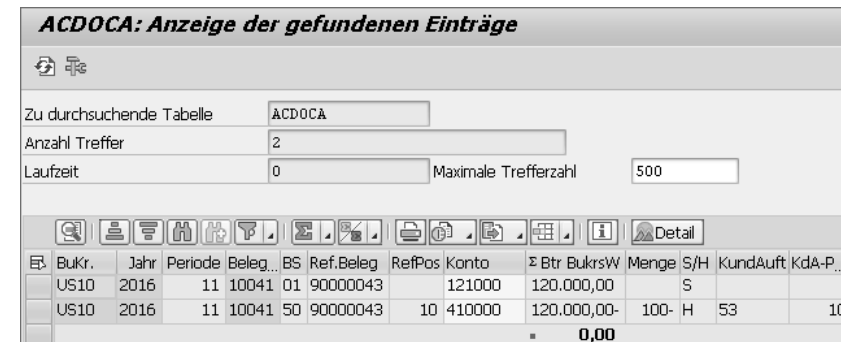 ACDOCA: Anzeige der gefundenen Einträge
Zu durchsuchende Tabelle ACDOCA
Anzahl Treffer 2
Laufzeit 0 Maximale Trefferzahl 500
Detail
BuKr. Jahr Periode Beleg... BS Ref.Beleg RefPos Konto Σ Btr BukrsW Menge S/H KundAuft KdA-P...
US10 2016 11 10041 01 90000043 121000 120.000,00 S
US10 2016 11 10041 50 90000043 10 410000 120.000,00- 100- H 53 10
0,00